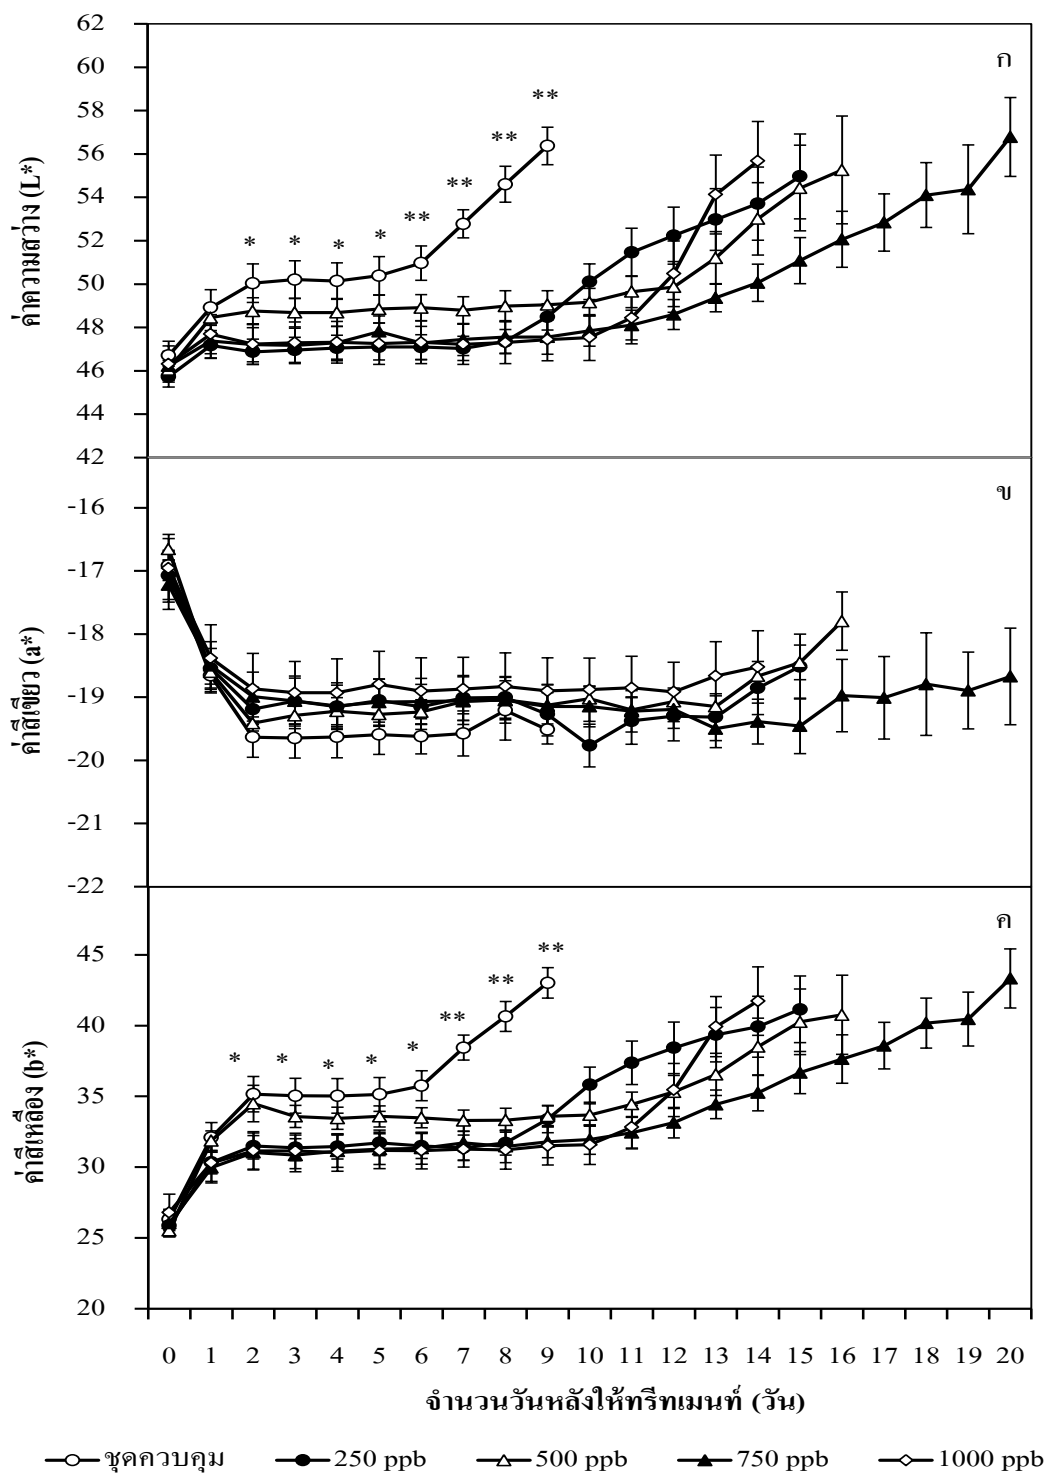 62
60
ก
58
**
56
**
54
**
52
**
* * * *
50
48
46
44
42
ค่าความสว่าง (L*)
ข
-16
-17
-18
-19
-20
-21
-22
ค่าสีเขียว (a*)
ค
45
**
**
40
**
* * * * *
35
30
25
20
ค่าสีเหลือง (b*)
0 1 2 3 4 5 6 7 8 9 10 11 12 13 14 15 16 17 18 19 20
จำนวนวันหลังให้ทรีทเมนท์ (วัน)
ชุดควบคุม 250 ppb 500 ppb 750 ppb 1000 ppb